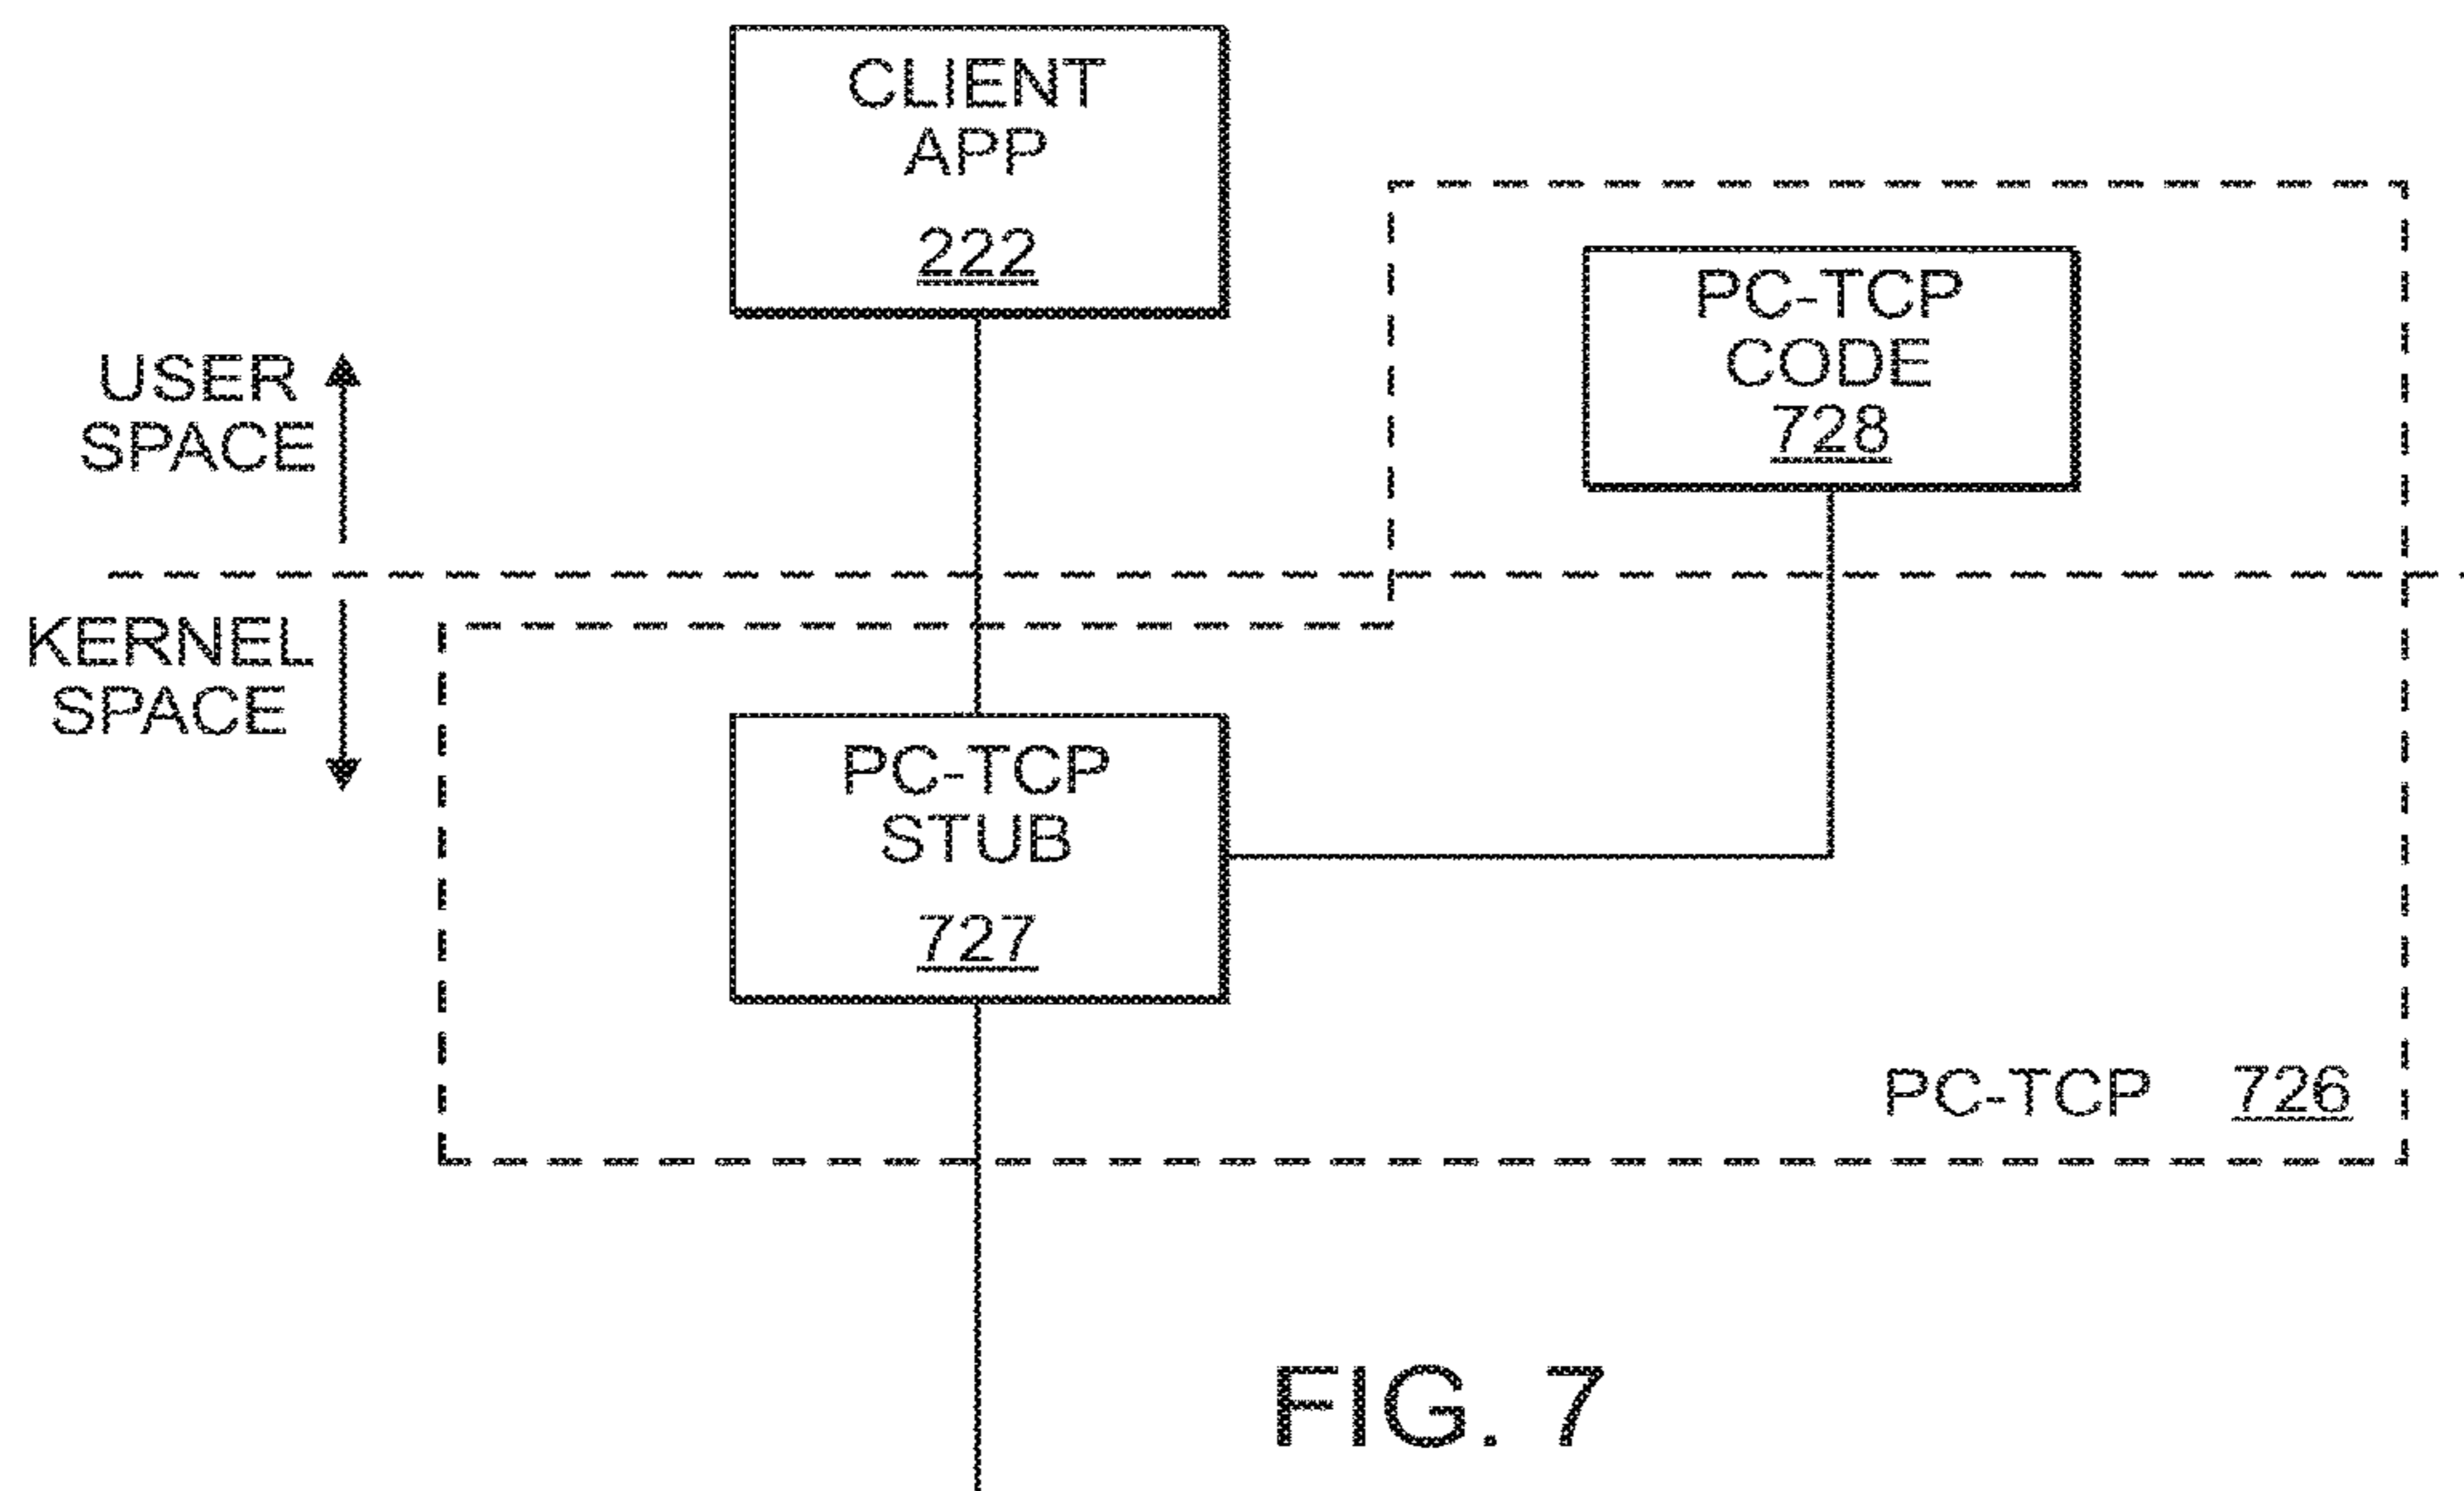 CLIENT
APP
222
PC-TCP
CODE
728
USER
SPACE
KERNEL
SPACE
PC-TCP
STUB
727
PC-TCP 726
FIG. 7